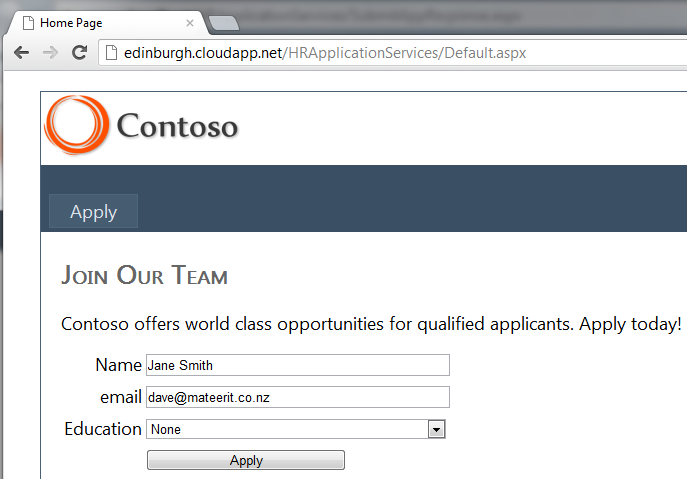 Home Page
edinburgh.cloudapp.net/HRApplicationServices/Default.aspx
Contoso
Apply
Join Our Team
Contoso offers world class opportunities for qualified applicants. Apply today!
Name Jane Smith
email dave@mateerit.co.nz
Education None
Apply